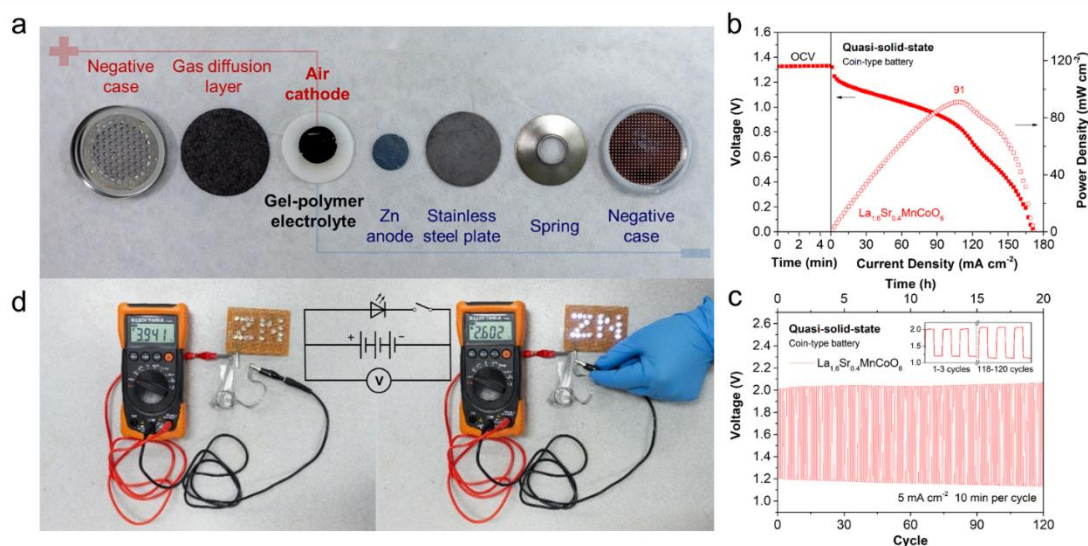 a
Negative
case
Gas diffusion
layer
Air
cathode
Gel-polymer
electrolyte
Zn
anode
Stainless
steel plate
Spring
Negative
case
b
1.6
1.4
1.2
1.0
0.8
0.6
0.4
0.2
0.0
Voltage (V)
OCV
Quasi-solid-state
Coin-type battery
91
La1.6Sr0.4MnCoO6
120
80
40
0
Power Density (mW cm-2)
0 2 4 0 30 60 90 120 150 180
Time (min) Current Density (mA cm-2)
d
3.941
ZM
+ -
V
2.602
ZM
c
Time (h)
0 5 10 15 20
2.6
2.4
2.2
2.0
1.8
1.6
1.4
1.2
1.0
Voltage (V)
Quasi-solid-state
Coin-type battery
La1.6Sr0.4MnCoO6
2.0
1.5
1.0
1-3 cycles 118-120 cycles
5 mA cm-2 10 min per cycle
0 30 60 90 120
Cycle